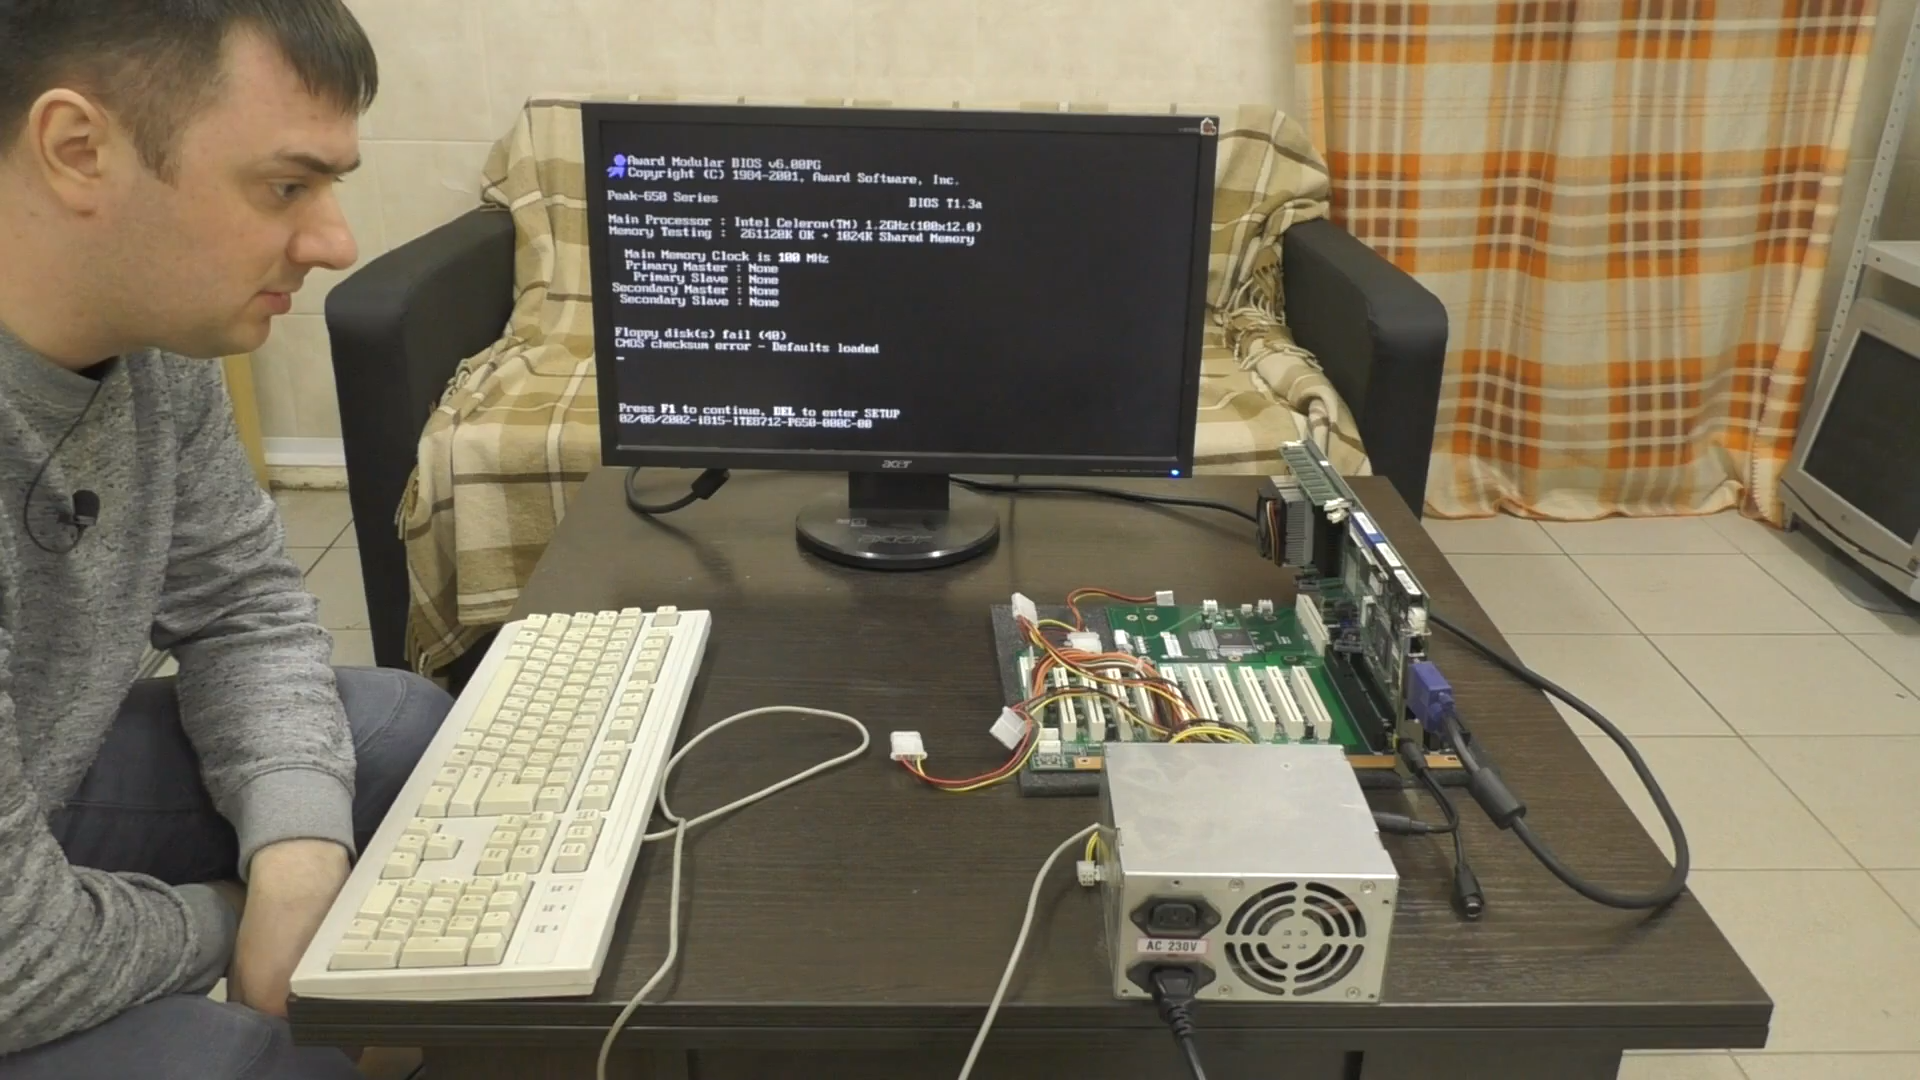 Award Modular BIOS v6.00PG
Copyright (C) 1984-2001, Award Software, Inc.
Peak-650 Series
BIOS T1.3a
Main Processor : Intel Celeron(TM) 1.2GHz(100x12.0)
Memory Testing : 261120K OK + 1024K Shared Memory
Main Memory Clock is 100 MHz
Primary Master : None
Primary Slave : None
Secondary Master : None
Secondary Slave : None
Floppy disk(s) fail (40)
CMOS checksum error - Defaults loaded
Press F1 to continue, DEL to enter SETUP
02/06/2002-i815-ITE8712-P650-000C-00
acer
AC 230V